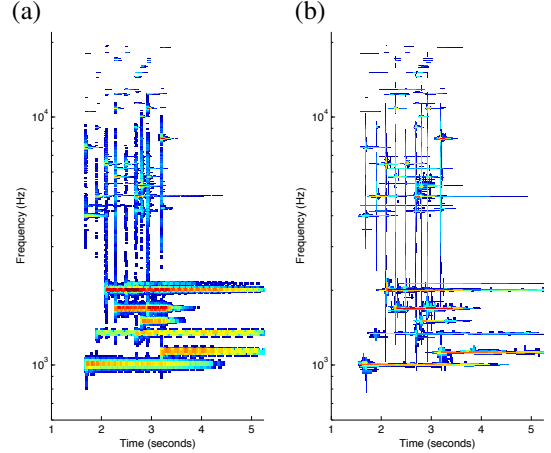 (a)
(b)
Frequency (Hz)
10⁴
10³
1
2
3
4
5
Time (seconds)
Frequency (Hz)
10⁴
10³
1
2
3
4
5
Time (seconds)